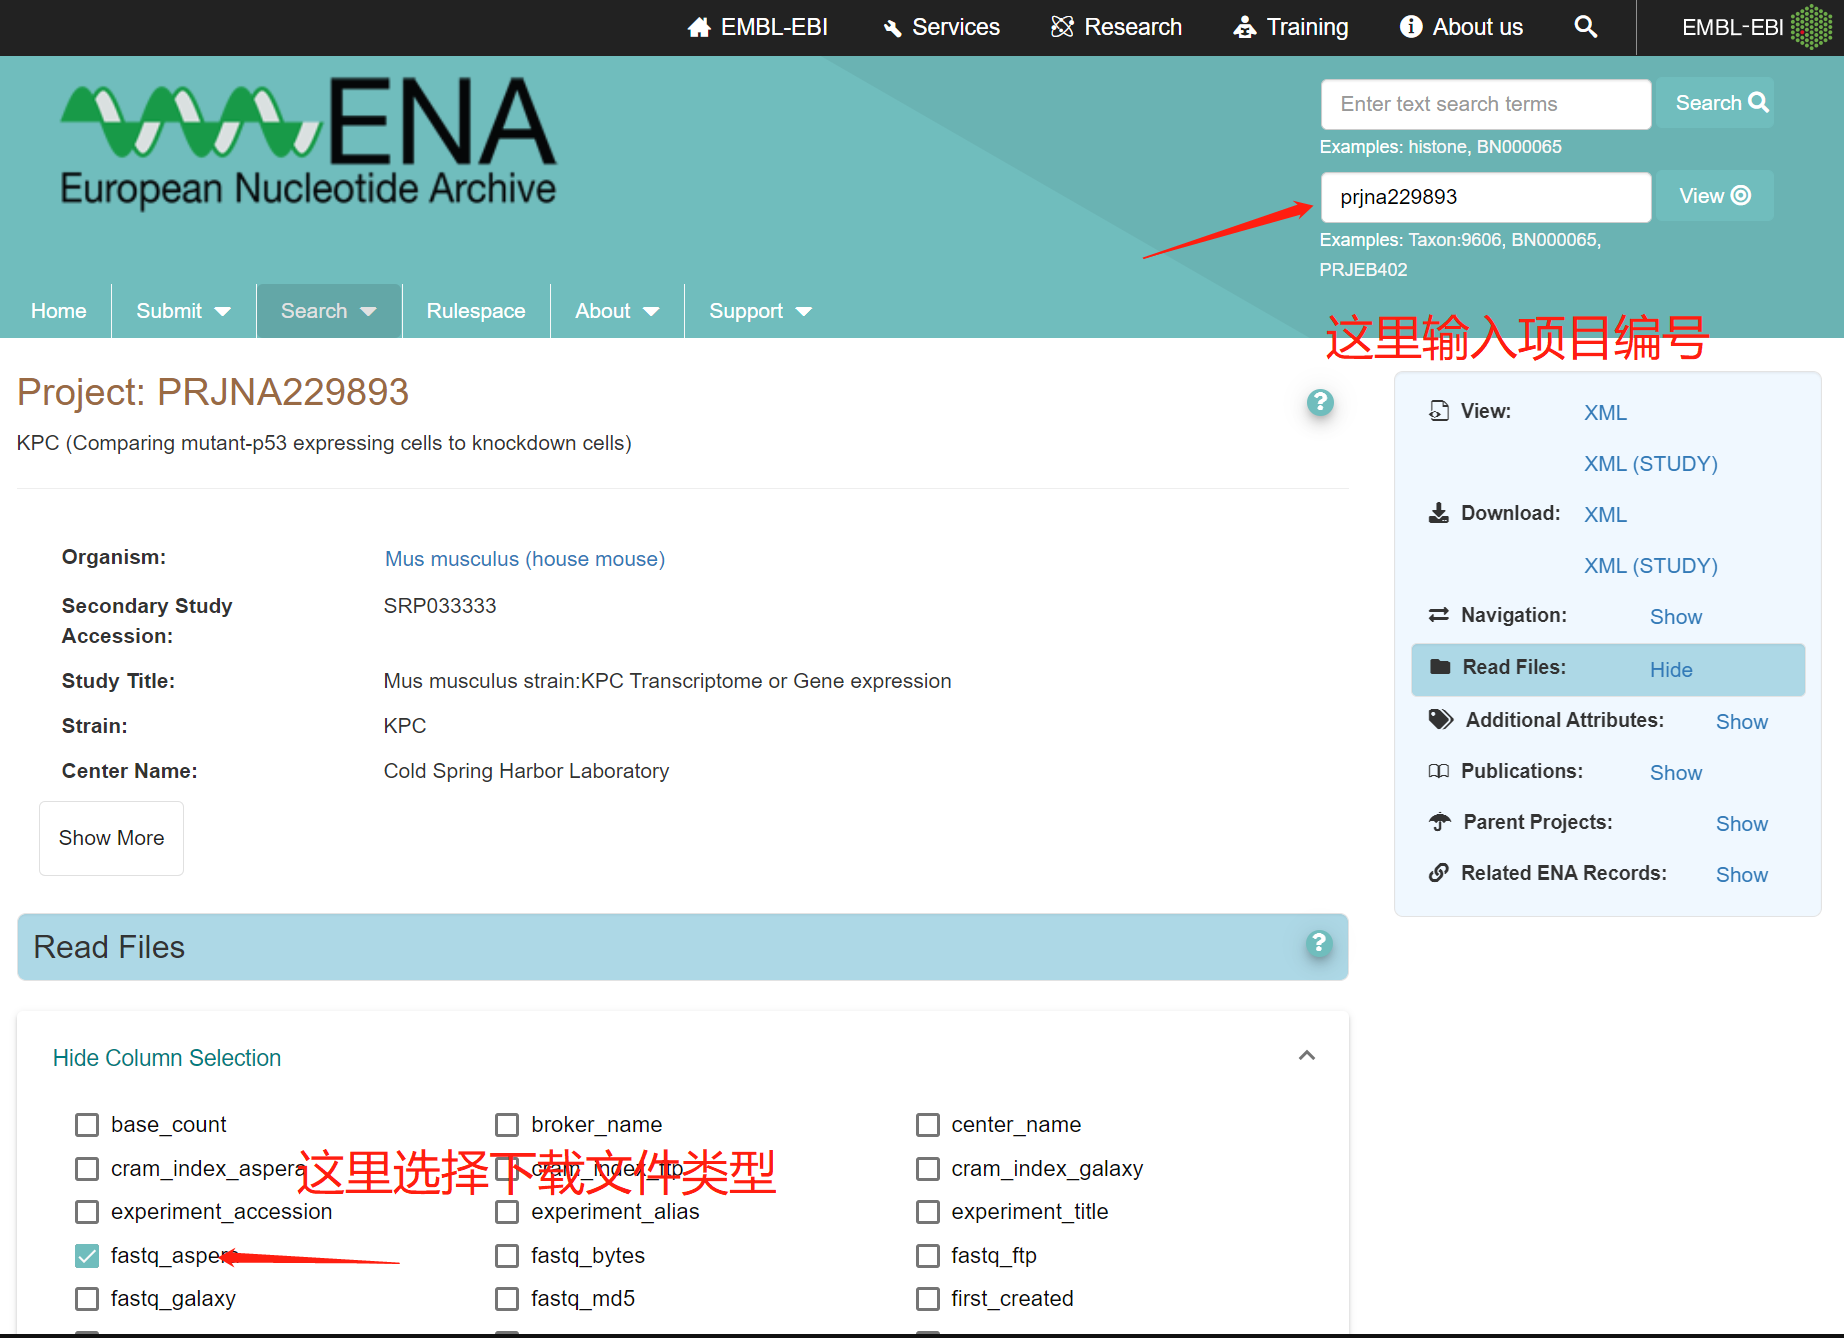 EMBL-EBI Services Research Training About us EMBL-EBI
ENA
European Nucleotide Archive
Enter text search terms Search
Examples: histone, BN000065
prjna229893 View
Examples: Taxon:9606, BN000065,
PRJEB402
Home Submit Search Rulespace About Support
这里输入项目编号
Project: PRJNA229893
KPC (Comparing mutant-p53 expressing cells to knockdown cells)
Organism: Mus musculus (house mouse)
Secondary Study
Accession: SRP033333
Study Title: Mus musculus strain:KPC Transcriptome or Gene expression
Strain: KPC
Center Name: Cold Spring Harbor Laboratory
Show More
View: XML
XML (STUDY)
Download: XML
XML (STUDY)
Navigation: Show
Read Files: Hide
Additional Attributes: Show
Publications: Show
Parent Projects: Show
Related ENA Records: Show
Read Files
Hide Column Selection
base_count broker_name center_name
cram_index_aspera cram_index_ftp cram_index_galaxy
这里选择下载文件类型
experiment_accession experiment_alias experiment_title
fastq_aspera fastq_bytes fastq_ftp
fastq_galaxy fastq_md5 first_created